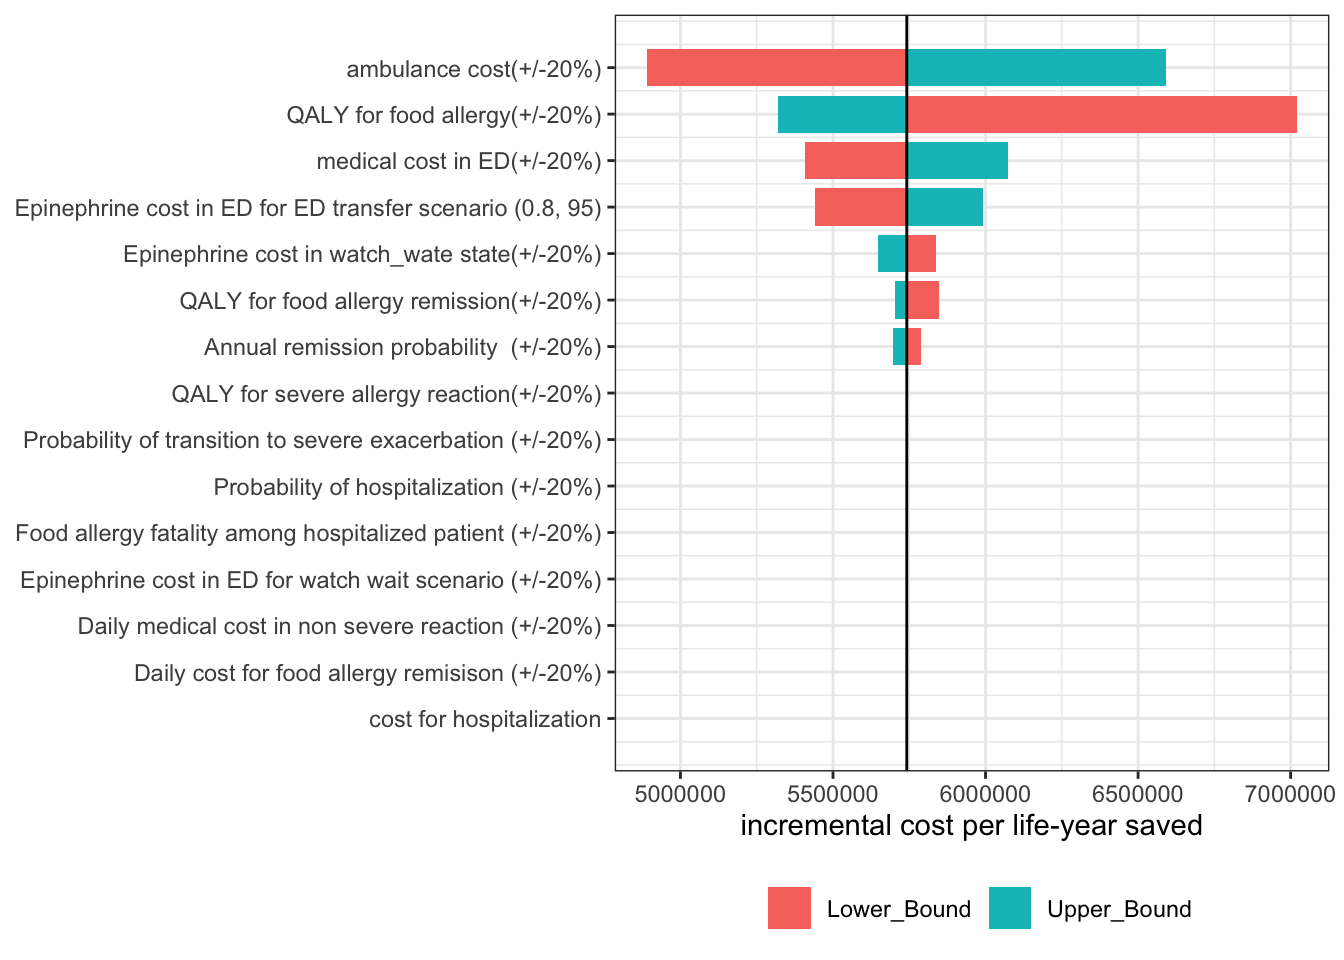 ambulance cost(+/-20%)
QALY for food allergy(+/-20%)
medical cost in ED(+/-20%)
Epinephrine cost in ED for ED transfer scenario (0.8, 95)
Epinephrine cost in watch_wate state(+/-20%)
QALY for food allergy remission(+/-20%)
Annual remission probability  (+/-20%)
QALY for severe allergy reaction(+/-20%)
Probability of transition to severe exacerbation (+/-20%)
Probability of hospitalization (+/-20%)
Food allergy fatality among hospitalized patient (+/-20%)
Epinephrine cost in ED for watch wait scenario (+/-20%)
Daily medical cost in non severe reaction (+/-20%)
Daily cost for food allergy remisison (+/-20%)
cost for hospitalization
5000000 5500000 6000000 6500000 7000000
incremental cost per life-year saved
Lower_Bound Upper_Bound